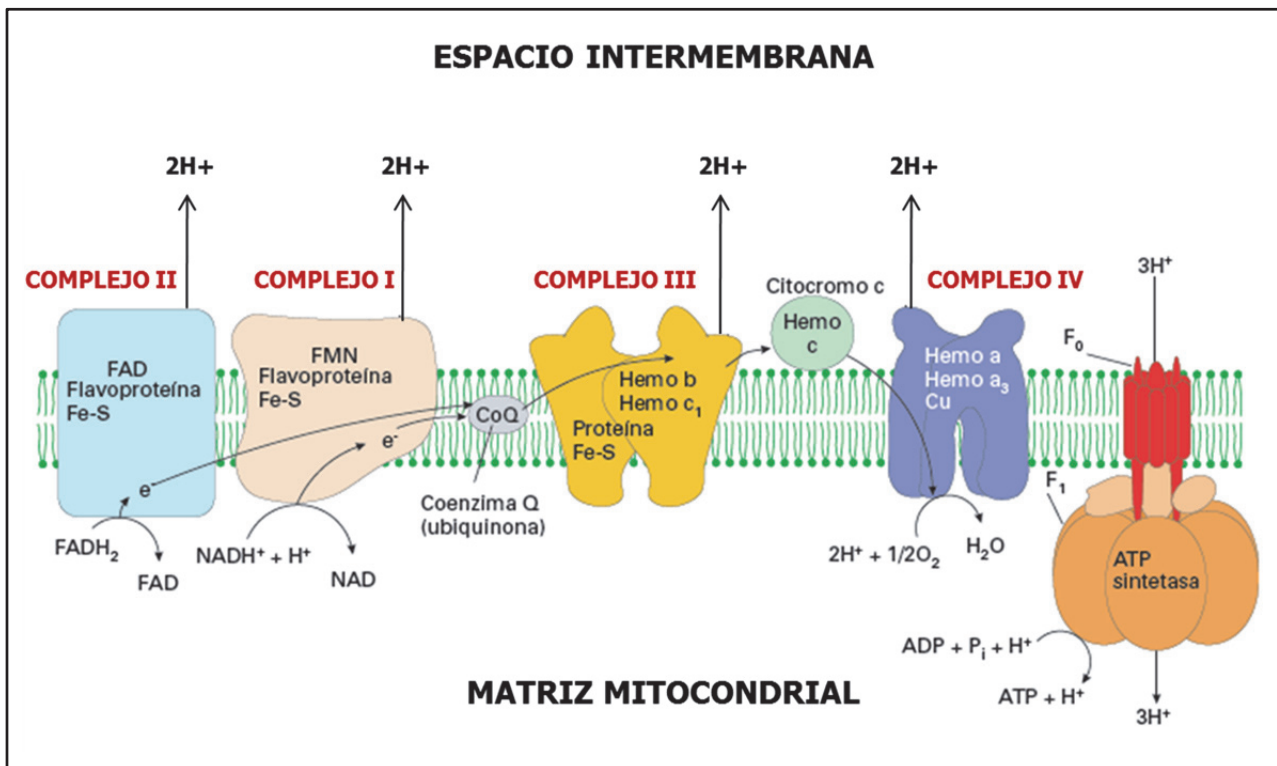 ESPACIO INTERMEMBRANA
2H+
2H+
2H+
2H+
COMPLEJO II
COMPLEJO I
COMPLEJO III
COMPLEJO IV
FAD
Flavoproteína
Fe-S
e-
FADH₂
FAD
FMN
Flavoproteína
Fe-S
e-
NADH⁺ + H⁺
NAD
CoQ
Coenzima Q
(ubiquinona)
Hemo b
Hemo c₁
Proteína
Fe-S
Citocromo c
Hemo
c
Hemo a
Hemo a₃
Cu
2H⁺ + 1/2O₂
H₂O
3H⁺
F₀
F₁
ATP
sintetasa
ADP + Pᵢ + H⁺
ATP + H⁺
3H⁺
MATRIZ MITOCONDRIAL